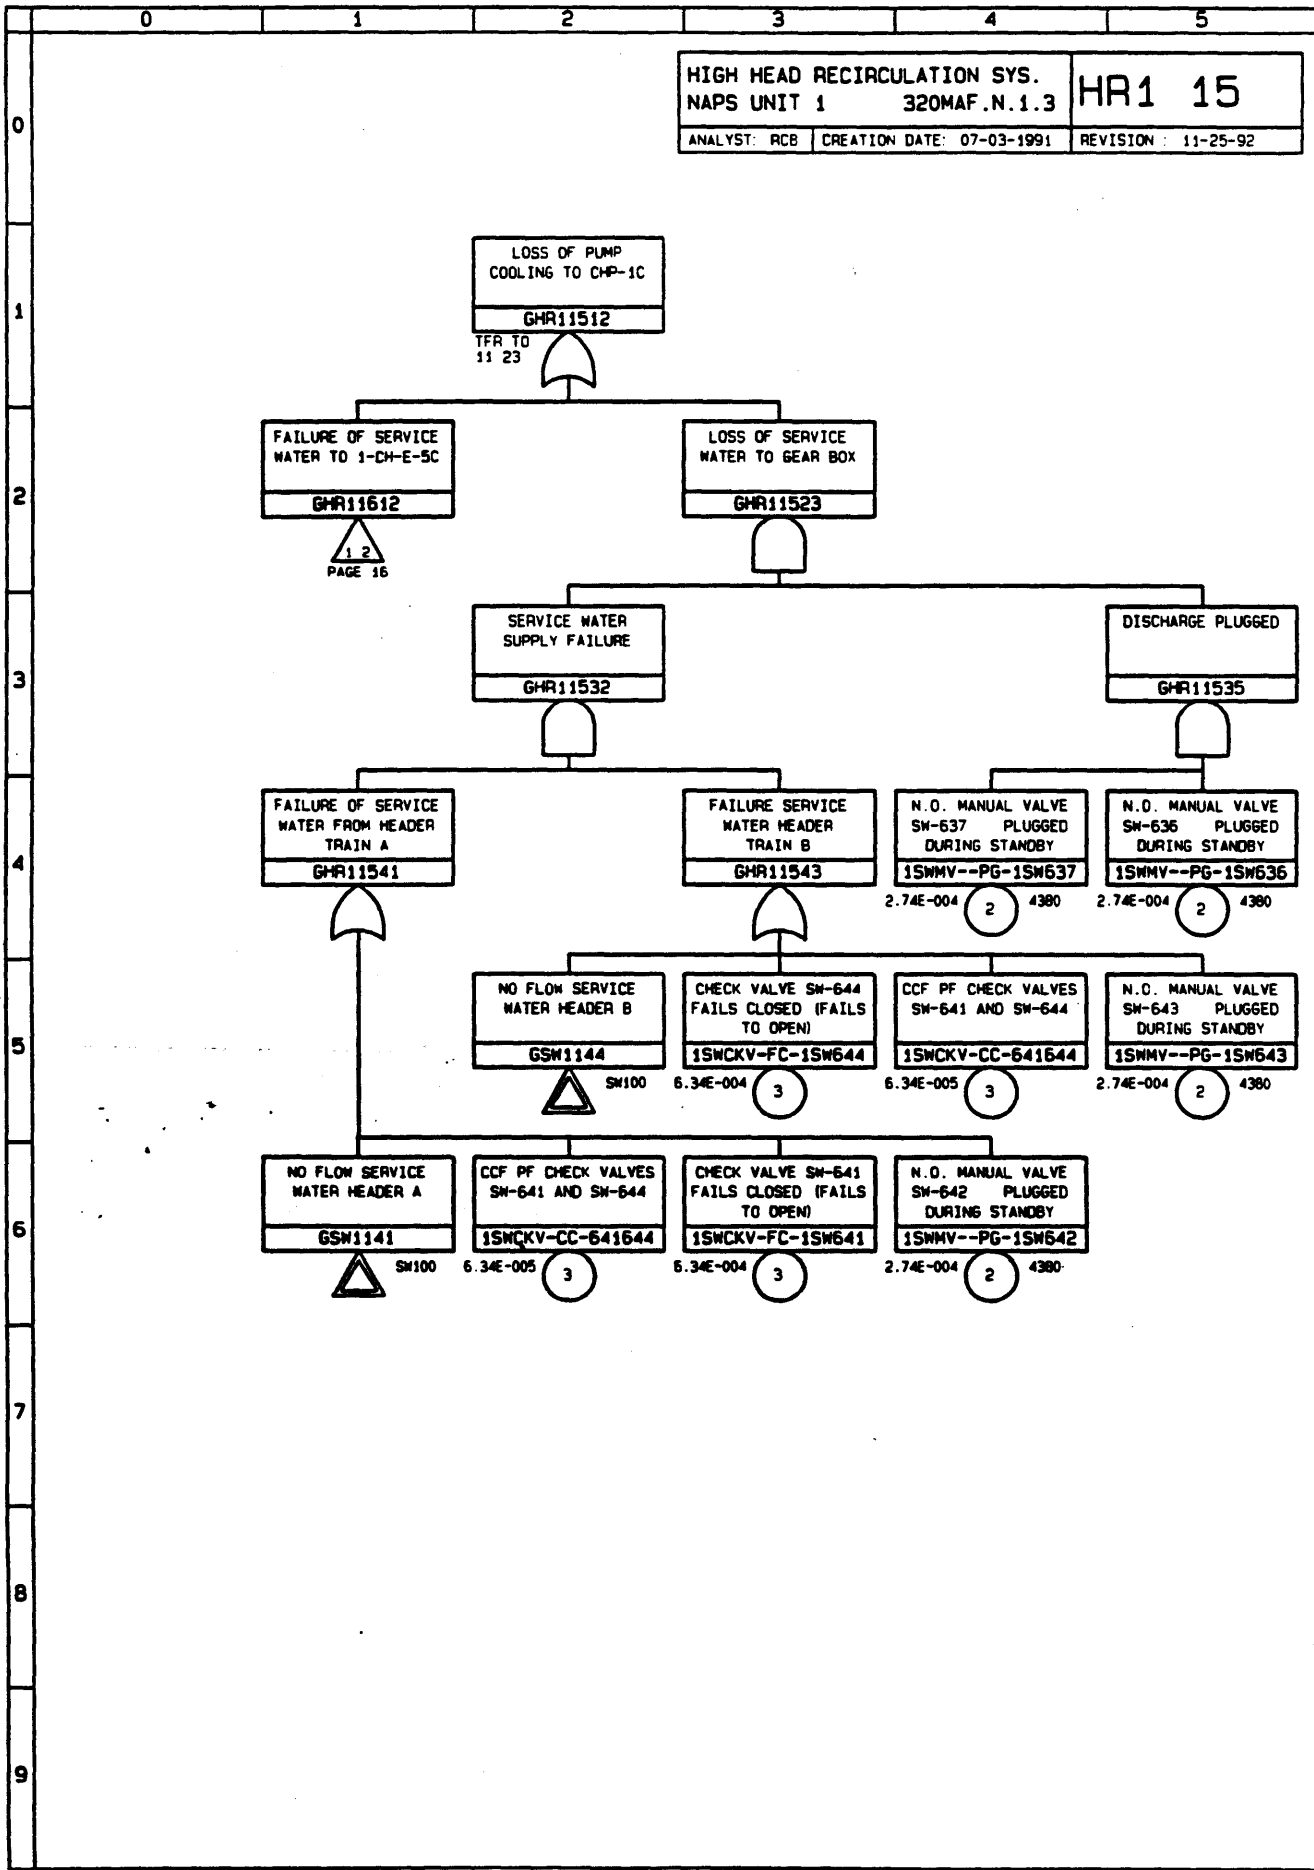 0 1 2 3 4 5
HIGH HEAD RECIRCULATION SYS.
NAPS UNIT 1 320MAF.N.1.3
HR1 15
ANALYST: RCB CREATION DATE: 07-03-1991 REVISION : 11-25-92
0
LOSS OF PUMP
COOLING TO CHP-1C
GHR11512
TFR TO
11 23
1
FAILURE OF SERVICE
WATER TO 1-CH-E-5C
GHR11612
1 2
PAGE 16
LOSS OF SERVICE
WATER TO GEAR BOX
GHR11523
2
SERVICE WATER
SUPPLY FAILURE
GHR11532
DISCHARGE PLUGGED
GHR11535
3
FAILURE OF SERVICE
WATER FROM HEADER
TRAIN A
GHR11541
FAILURE SERVICE
WATER HEADER
TRAIN B
GHR11543
N.O. MANUAL VALVE
SW-637 PLUGGED
DURING STANDBY
1SWMV--PG-1SW637
2.74E-004 2 4380
N.O. MANUAL VALVE
SW-636 PLUGGED
DURING STANDBY
1SWMV--PG-1SW636
2.74E-004 2 4380
4
NO FLOW SERVICE
WATER HEADER B
GSW1144
SW100
CHECK VALVE SW-644
FAILS CLOSED (FAILS
TO OPEN)
1SWCKV-FC-1SW644
6.34E-004 3
CCF PF CHECK VALVES
SW-641 AND SW-644
1SWCKV-CC-641644
6.34E-005 3
N.O. MANUAL VALVE
SW-643 PLUGGED
DURING STANDBY
1SWMV--PG-1SW643
2.74E-004 2 4380
5
NO FLOW SERVICE
WATER HEADER A
GSW1141
SW100
CCF PF CHECK VALVES
SW-641 AND SW-644
1SWCKV-CC-641644
6.34E-005 3
CHECK VALVE SW-641
FAILS CLOSED (FAILS
TO OPEN)
1SWCKV-FC-1SW641
6.34E-004 3
N.O. MANUAL VALVE
SW-642 PLUGGED
DURING STANDBY
1SWMV--PG-1SW642
2.74E-004 2 4380
6
7
8
9